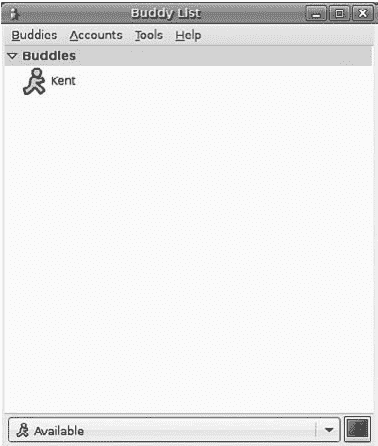 Buddy List
Buddies Accounts Tools Help
Buddies
Kent
Available